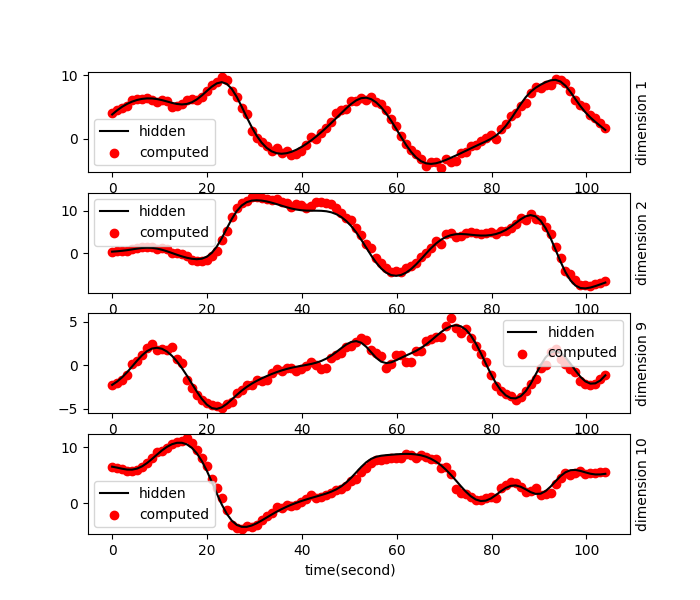 10
0
hidden
computed
dimension 1
0 20 40 60 80 100
10
0
hidden
computed
dimension 2
0 20 40 60 80 100
5
0
−5
hidden
computed
dimension 9
0 20 40 60 80 100
10
0
hidden
computed
dimension 10
0 20 40 60 80 100
time(second)